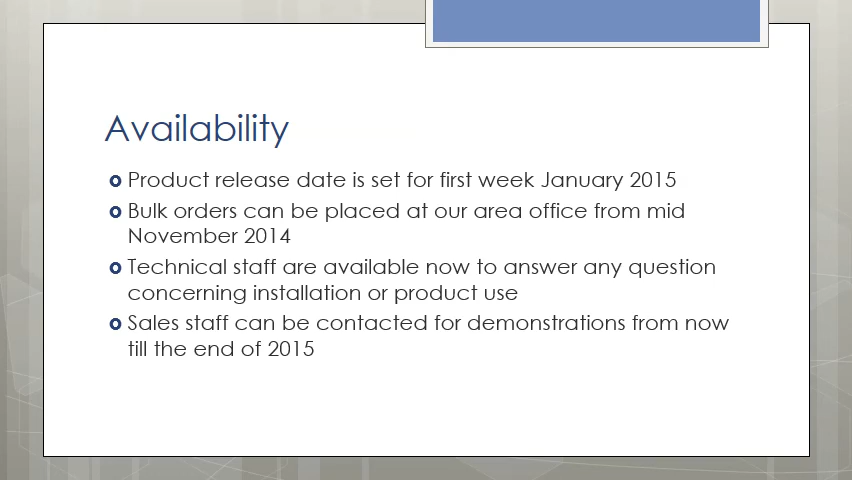 Availability
Product release date is set for first week January 2015
Bulk orders can be placed at our area office from mid
November 2014
Technical staff are available now to answer any question
concerning installation or product use
Sales staff can be contacted for demonstrations from now
till the end of 2015